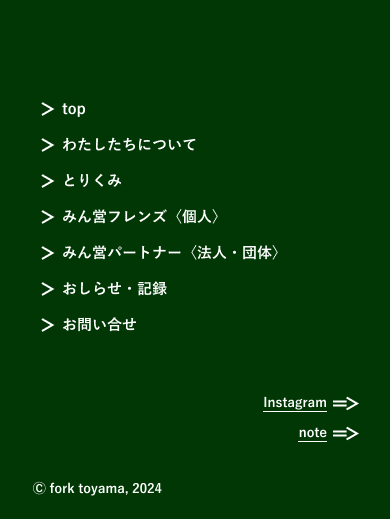 top
わたしたちについて
とりくみ
みん営フレンズ〈個人〉
みん営パートナー〈法人・団体〉
おしらせ・記録
お問い合せ
Instagram
note
© fork toyama, 2024